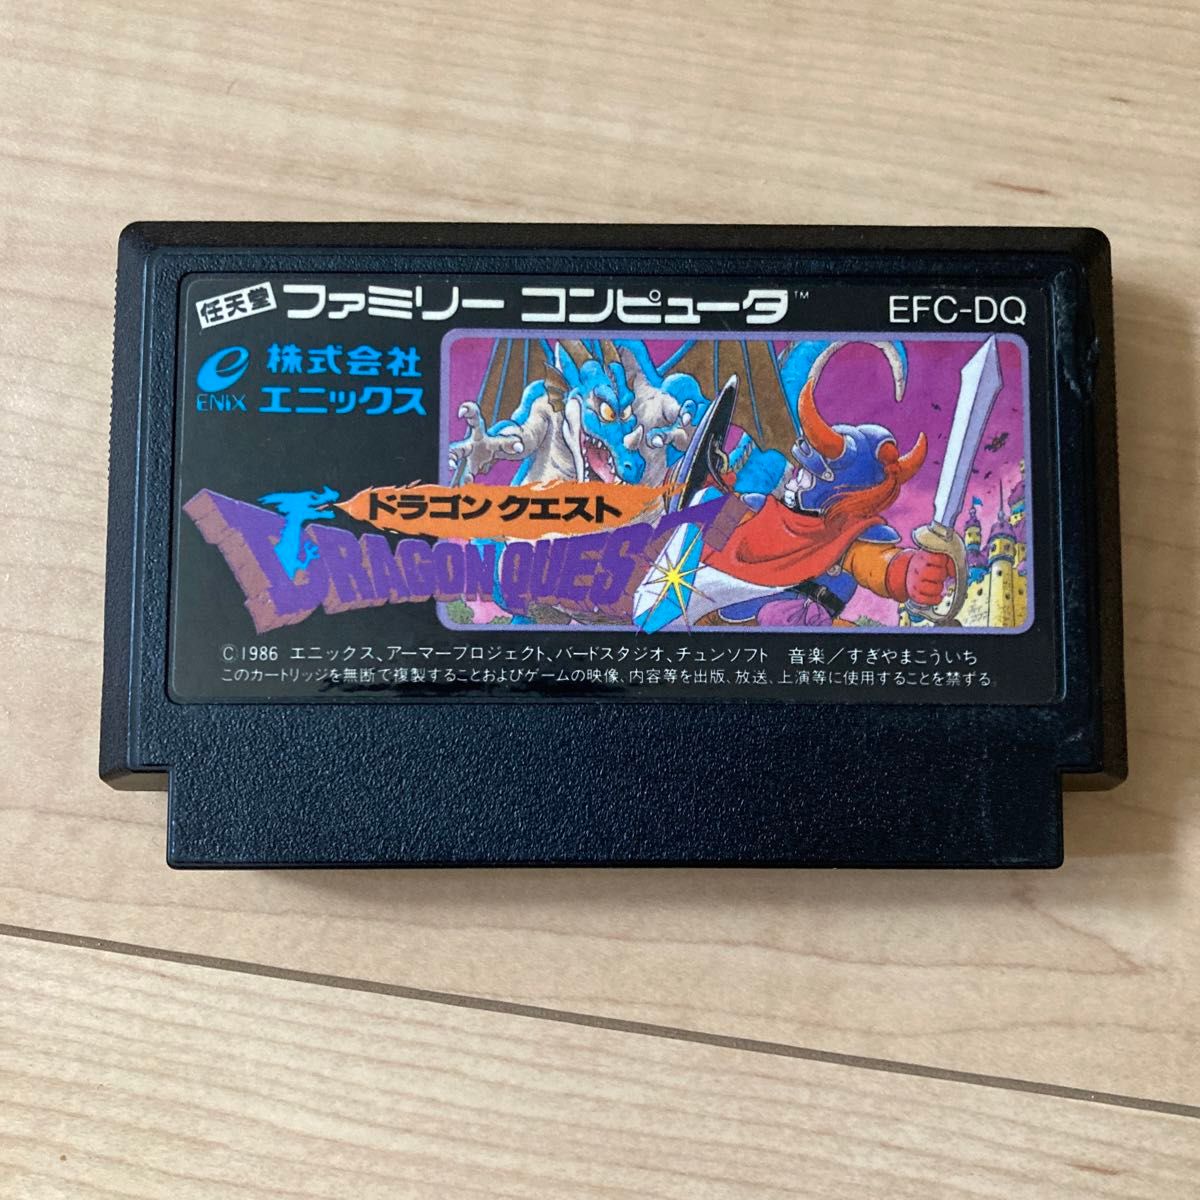 任天堂 ファミリー コンピュータ™ EFC-DQ
e 株式会社
ENIX エニックス
ドラゴンクエスト
DRAGON QUEST
©1986 エニックス、アーマープロジェクト、バードスタジオ、チュンソフト 音楽/すぎやまこういち
このカートリッジを無断で複製することおよびゲームの映像、内容等を出版、放送、上演等に使用することを禁ずる。